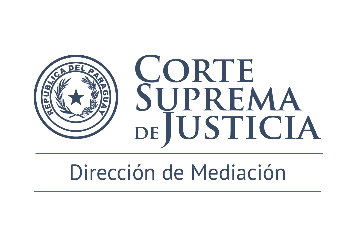 REPUBLICA DEL PARAGUAY
CORTE
SUPREMA
DE JUSTICIA
Dirección de Mediación